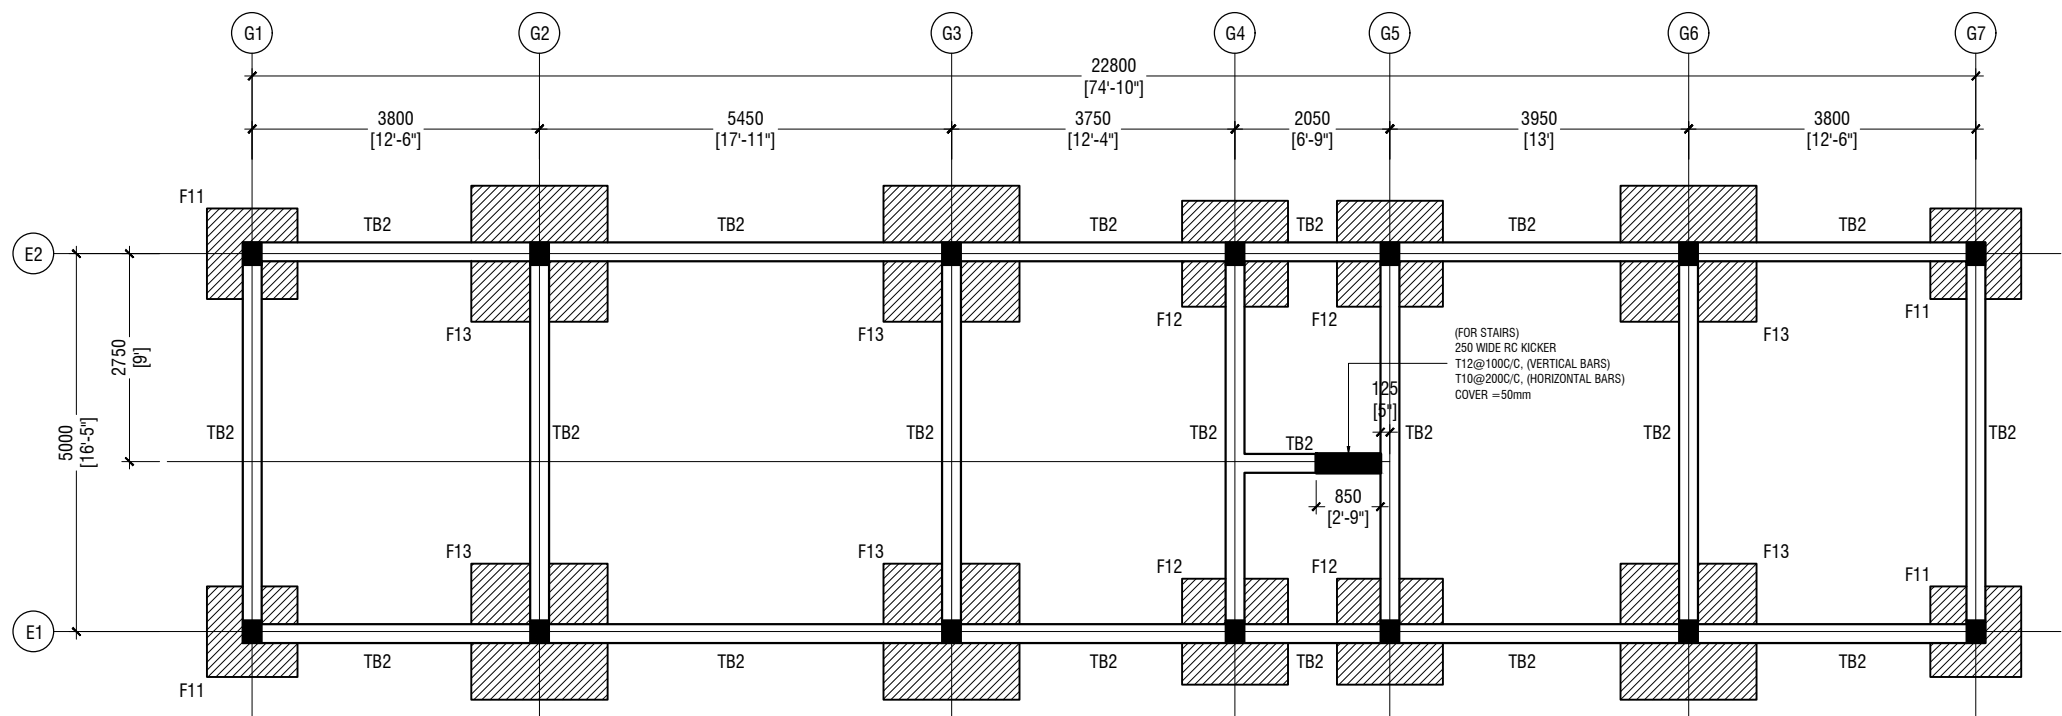 G1
G2
G3
G4
G5
G6
G7
22800
[74'-10"]
3800
[12'-6"]
5450
[17'-11"]
3750
[12'-4"]
2050
[6'-9"]
3950
[13']
3800
[12'-6"]
F11
TB2
TB2
TB2
TB2
TB2
TB2
E2
F11
F13
F13
F12
F12
F13
2750
[9']
(FOR STAIRS)
250 WIDE RC KICKER
T12@100C/C, (VERTICAL BARS)
T10@200C/C, (HORIZONTAL BARS)
COVER =50mm
125
[5"]
5000
[16'-5"]
TB2
TB2
TB2
TB2
TB2
TB2
TB2
TB2
850
[2'-9"]
F13
F13
F12
F12
F13
F11
E1
TB2
TB2
TB2
TB2
TB2
TB2
F11